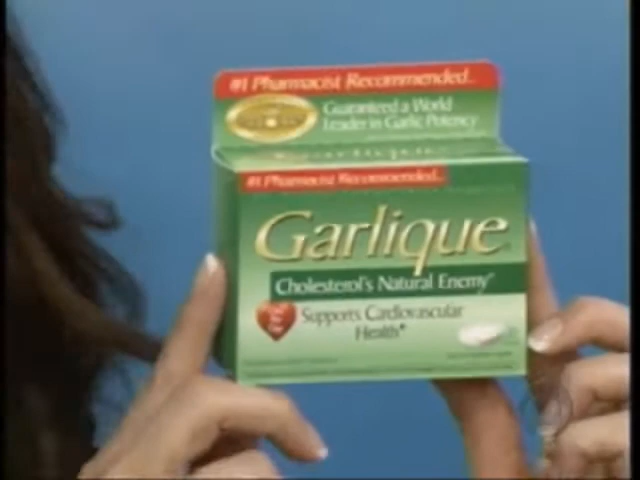 #1 Pharmacist Recommended...
Guaranteed a World
Leader in Garlic Potency
#1 Pharmacist Recommended...
Garlique
Cholesterol's Natural Enemy*
Supports Cardiovascular
Health*